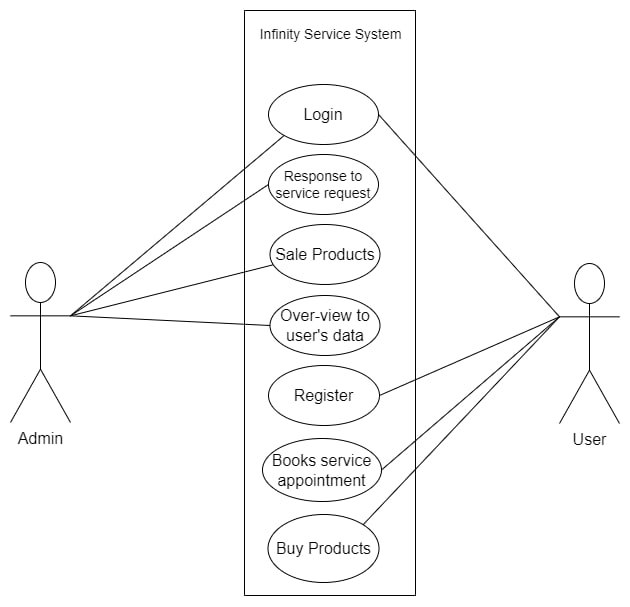 Infinity Service System
Login
Response to
service request
Sale Products
Over-view to
user's data
Register
Books service
appointment
Buy Products
Admin
User